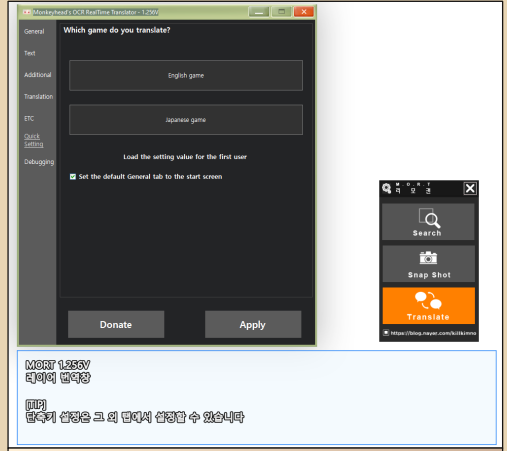 Monkeyhead's OCR RealTime Translator - 1.256V
General
Text
Additional
Translation
ETC
Quick
Setting
Debugging
Which game do you translate?
English game
Japanese game
Load the setting value for the first user
Set the default General tab to the start screen
Donate
Apply
M.O.R.T
리모컨
Search
Snap Shot
Translate
https://blog.naver.com/killkimno
MORT 1.256V
레이어 번역창
[TIP]
단축키 설정은 그 외 탭에서 설정할 수 있습니다